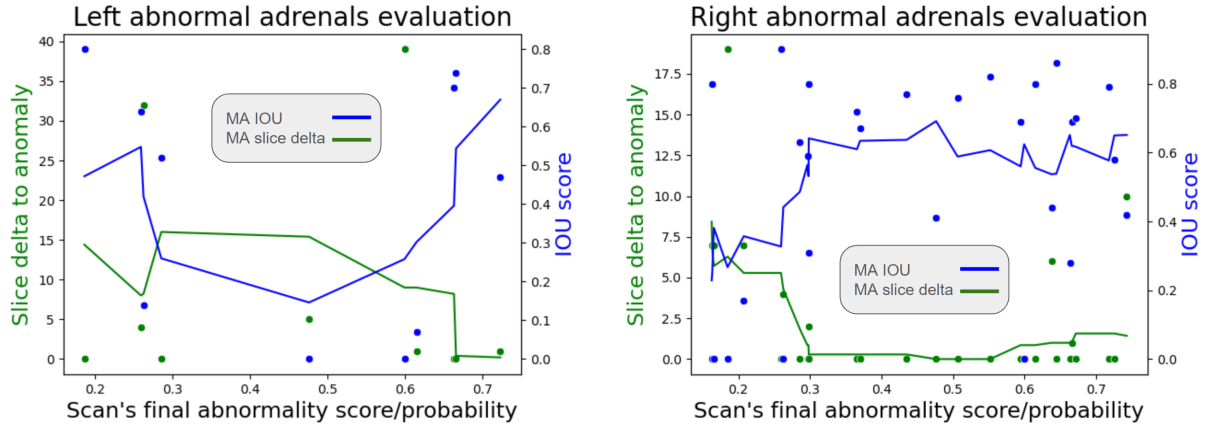 Left abnormal adrenals evaluation
40
35
30
25
20
15
10
5
0
Slice delta to anomaly
MA IOU
MA slice delta
0.8
0.7
0.6
0.5
0.4
0.3
0.2
0.1
0.0
IOU score
0.2 0.3 0.4 0.5 0.6 0.7
Scan's final abnormality score/probability
Right abnormal adrenals evaluation
17.5
15.0
12.5
10.0
7.5
5.0
2.5
0.0
Slice delta to anomaly
MA IOU
MA slice delta
0.8
0.6
0.4
0.2
0.0
IOU score
0.2 0.3 0.4 0.5 0.6 0.7
Scan's final abnormality score/probability